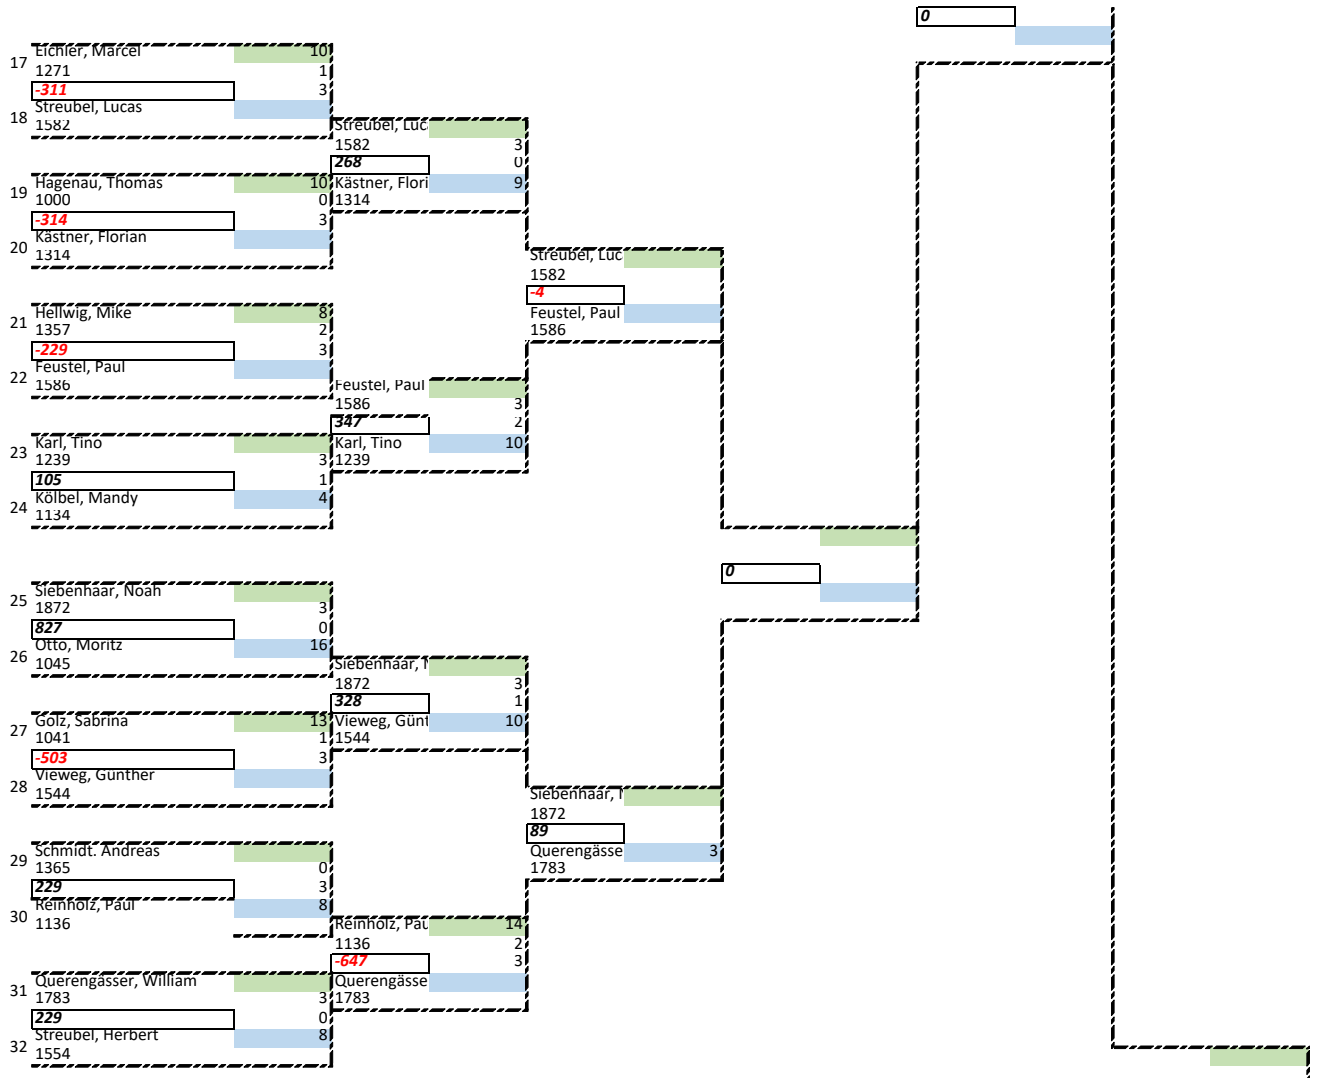 0
17 Eichler, Marcel 10
1271 1
-311 3
18 Streubel, Lucas
1582
19 Hagenau, Thomas 10
1000 0
-314 3
20 Kästner, Florian
1314
21 Hellwig, Mike 8
1357 2
-229 3
22 Feustel, Paul
1586
23 Karl, Tino
1239 3
105 1
24 Kölbel, Mandy 4
1134
25 Siebenhaar, Noah
1872 3
827 0
26 Otto, Moritz 16
1045
27 Golz, Sabrina 13
1041 1
-503 3
28 Vieweg, Günther
1544
29 Schmidt. Andreas
1365 0
229 3
30 Reinholz, Paul 8
1136
31 Querengässer, William
1783 3
229 0
32 Streubel, Herbert 8
1554
Streubel, Luc
1582 3
268 0
Kästner, Flori 9
1314
Feustel, Paul
1586 3
347 2
Karl, Tino 10
1239
Siebenhaar, N
1872 3
328 1
Vieweg, Günt 10
1544
Reinholz, Pau 14
1136 2
-647 3
Querengässe
1783
Streubel, Luc
1582
-4
Feustel, Paul
1586
Siebenhaar, N
1872
89
Querengässe 3
1783
0